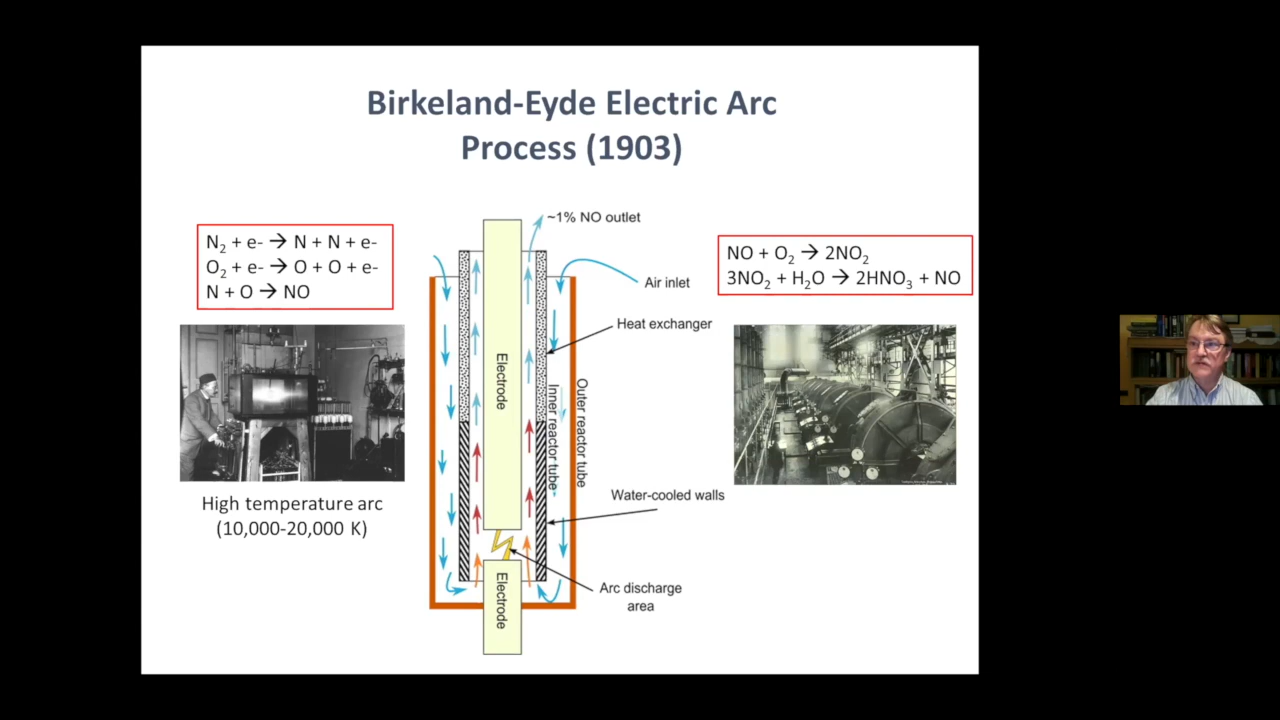 Birkeland-Eyde Electric Arc
Process (1903)
N₂ + e- → N + N + e-
O₂ + e- → O + O + e-
N + O → NO
High temperature arc
(10,000-20,000 K)
~1% NO outlet
Air inlet
Heat exchanger
Electrode
Inner reactor tube
Outer reactor tube
Water-cooled walls
Arc discharge
area
Electrode
NO + O₂ → 2NO₂
3NO₂ + H₂O → 2HNO₃ + NO